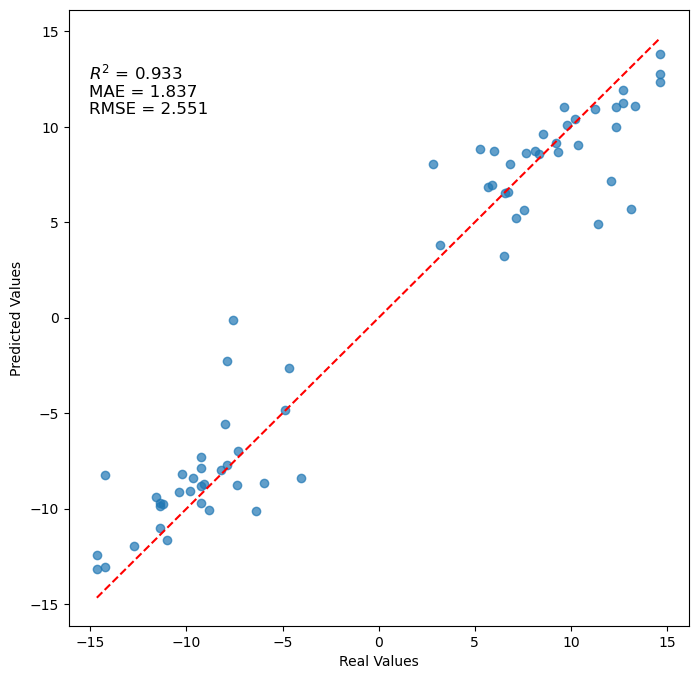 R² = 0.933
MAE = 1.837
RMSE = 2.551
15
10
5
0
−5
−10
−15
Predicted Values
−15 −10 −5 0 5 10 15
Real Values